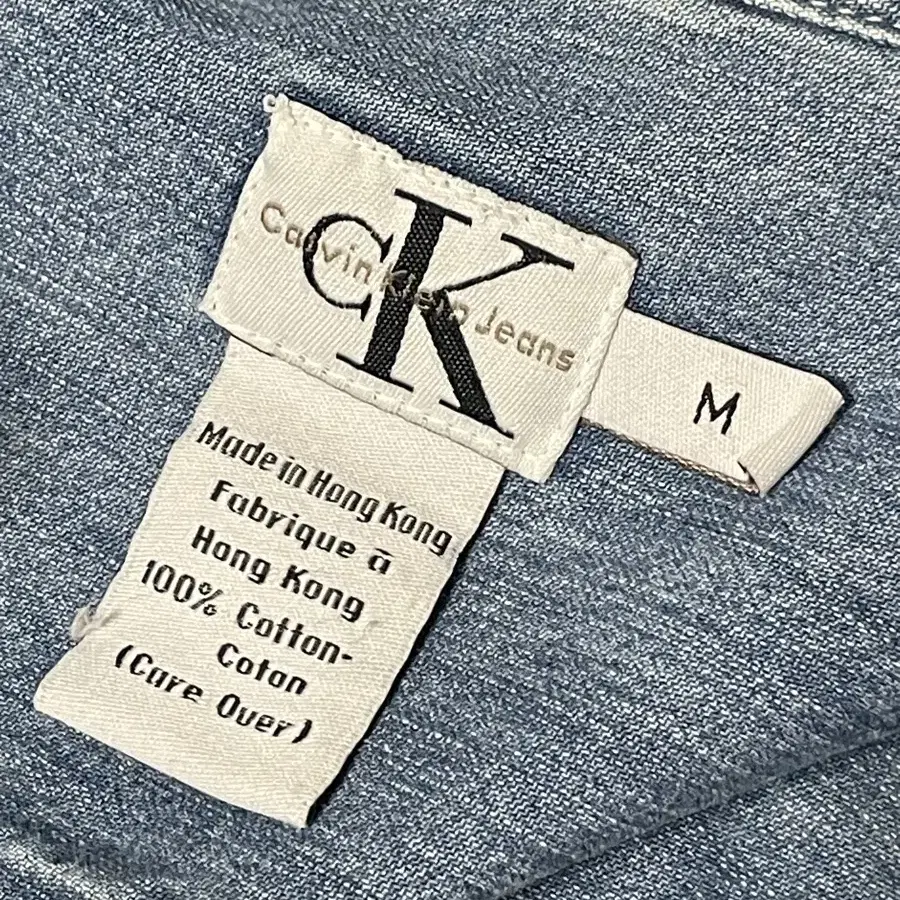 CK
Calvin Klein Jeans
M
Made in Hong Kong
Fabrique à
Hong Kong
100% Cotton-
Coton
(Care Over)